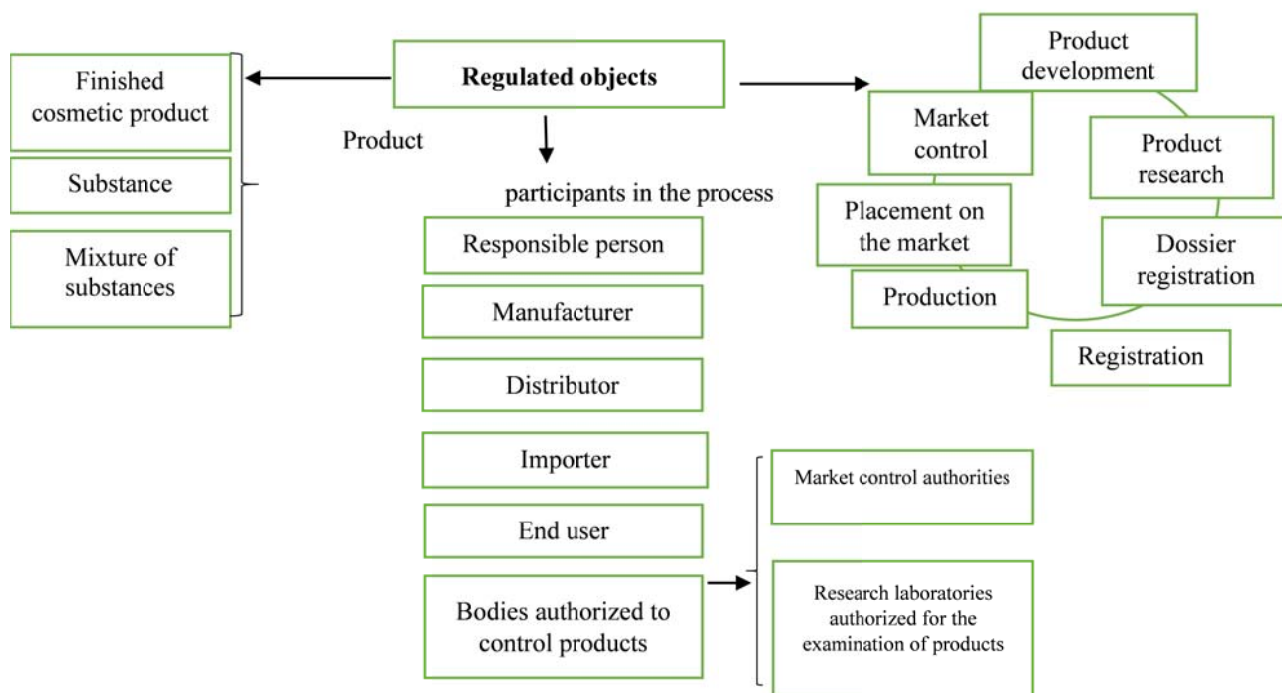 Regulated objects
Product
Finished
cosmetic product
Substance
Mixture of
substances
participants in the process
Responsible person
Manufacturer
Distributor
Importer
End user
Bodies authorized to
control products
Market control authorities
Research laboratories
authorized for the
examination of products
Product
development
Product
research
Dossier
registration
Registration
Production
Placement on
the market
Market
control